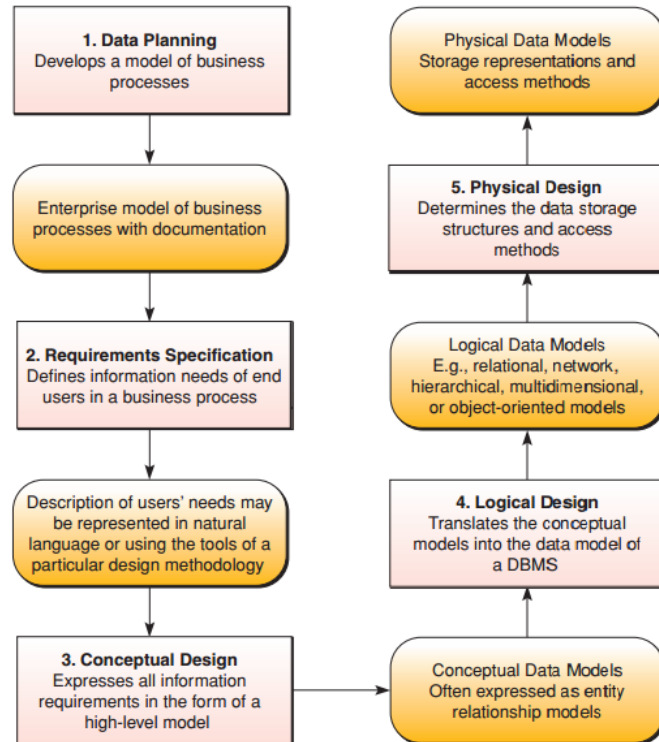 1. Data Planning
Develops a model of business
processes
Enterprise model of business
processes with documentation
2. Requirements Specification
Defines information needs of end
users in a business process
Description of users' needs may
be represented in natural
language or using the tools of a
particular design methodology
3. Conceptual Design
Expresses all information
requirements in the form of a
high-level model
Conceptual Data Models
Often expressed as entity
relationship models
4. Logical Design
Translates the conceptual
models into the data model of
a DBMS
Logical Data Models
E.g., relational, network,
hierarchical, multidimensional,
or object-oriented models
5. Physical Design
Determines the data storage
structures and access
methods
Physical Data Models
Storage representations and
access methods